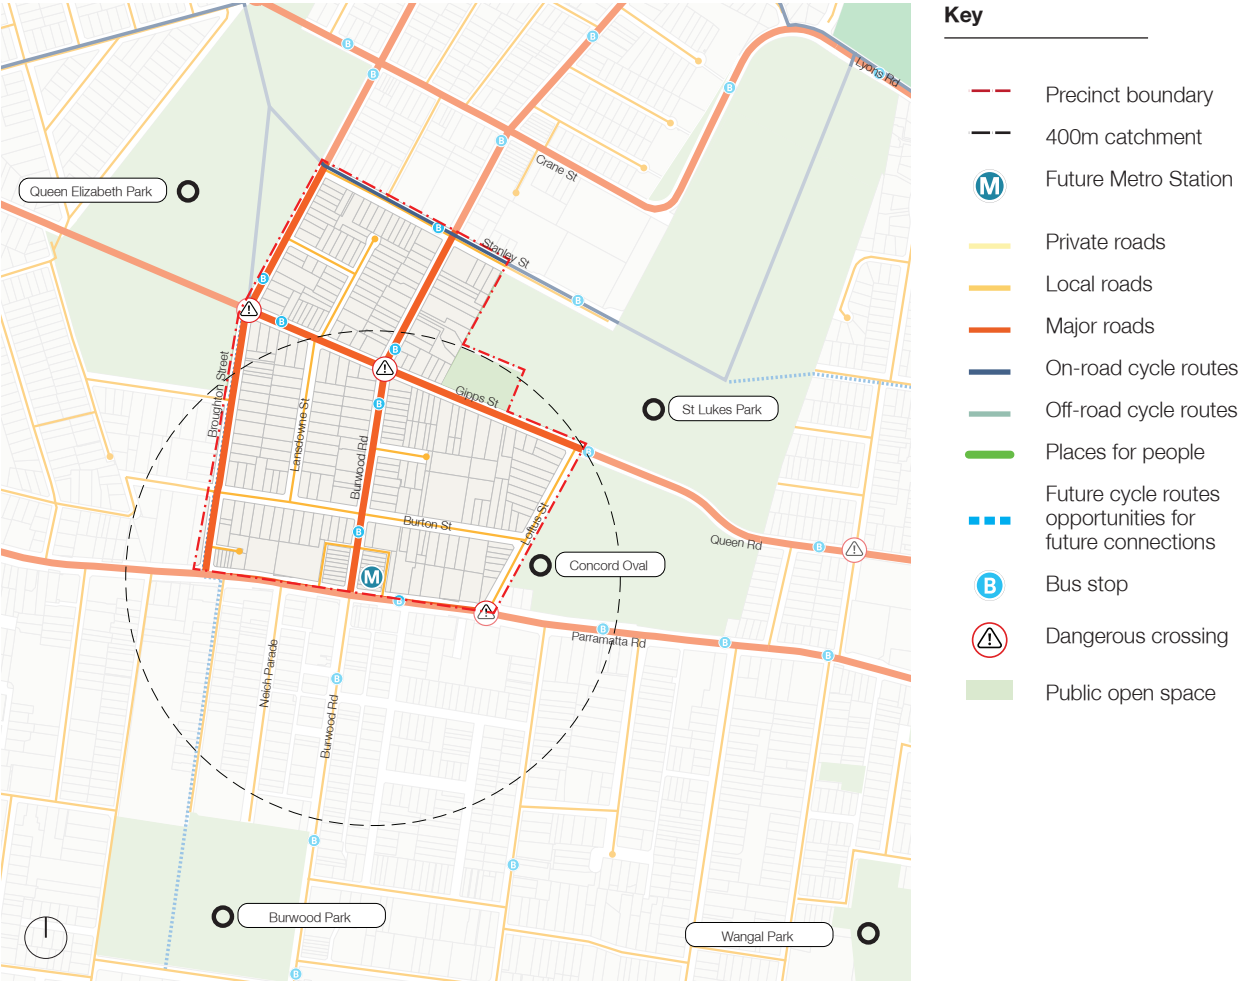 Key
Precinct boundary
400m catchment
M
Future Metro Station
Private roads
Local roads
Major roads
On-road cycle routes
Off-road cycle routes
Places for people
Future cycle routes
opportunities for
future connections
B
Bus stop
Dangerous crossing
Public open space
B
B
B
Lyons Rd
B
B
B
Crane St
Queen Elizabeth Park
B
Stanley St
B
B
B
B
Broughton Street
Gipps St
B
St Lukes Park
Lansdowne St
Burwood Rd
B
Burton St
Loftus St
B
Queen Rd
B
M
Concord Oval
B
B
Parramatta Rd
B
B
Neich Parade
B
Burwood Rd
B
B
Burwood Park
Wangal Park
B